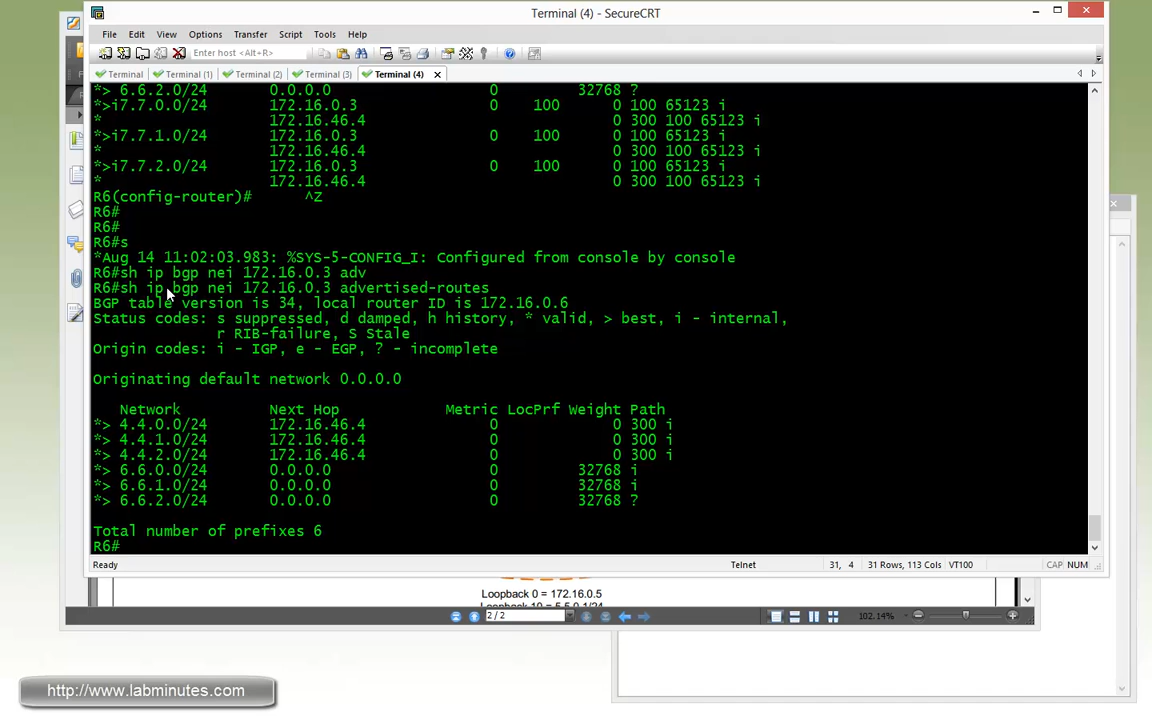 Terminal (4) - SecureCRT
File Edit View Options Transfer Script Tools Help
Enter host <Alt+R>
Terminal Terminal (1) Terminal (2) Terminal (3) Terminal (4)
*> 6.6.2.0/24 0.0.0.0 0 32768 ?
*>i7.7.0.0/24 172.16.0.3 0 100 0 100 65123 i
* 172.16.46.4 0 300 100 65123 i
*>i7.7.1.0/24 172.16.0.3 0 100 0 100 65123 i
* 172.16.46.4 0 300 100 65123 i
*>i7.7.2.0/24 172.16.0.3 0 100 0 100 65123 i
* 172.16.46.4 0 300 100 65123 i
R6(config-router)# ^Z
R6#
R6#
R6#s
*Aug 14 11:02:03.983: %SYS-5-CONFIG_I: Configured from console by console
R6#sh ip bgp nei 172.16.0.3 adv
R6#sh ip bgp nei 172.16.0.3 advertised-routes
BGP table version is 34, local router ID is 172.16.0.6
Status codes: s suppressed, d damped, h history, * valid, > best, i - internal,
r RIB-failure, S Stale
Origin codes: i - IGP, e - EGP, ? - incomplete
Originating default network 0.0.0.0
Network Next Hop Metric LocPrf Weight Path
*> 4.4.0.0/24 172.16.46.4 0 0 300 i
*> 4.4.1.0/24 172.16.46.4 0 0 300 i
*> 4.4.2.0/24 172.16.46.4 0 0 300 i
*> 6.6.0.0/24 0.0.0.0 0 32768 i
*> 6.6.1.0/24 0.0.0.0 0 32768 i
*> 6.6.2.0/24 0.0.0.0 0 32768 ?
Total number of prefixes 6
R6#
Ready Telnet 31, 4 31 Rows, 113 Cols VT100 CAP NUM
Loopback 0 = 172.16.0.5
2 / 2 102.14%
http://www.labminutes.com